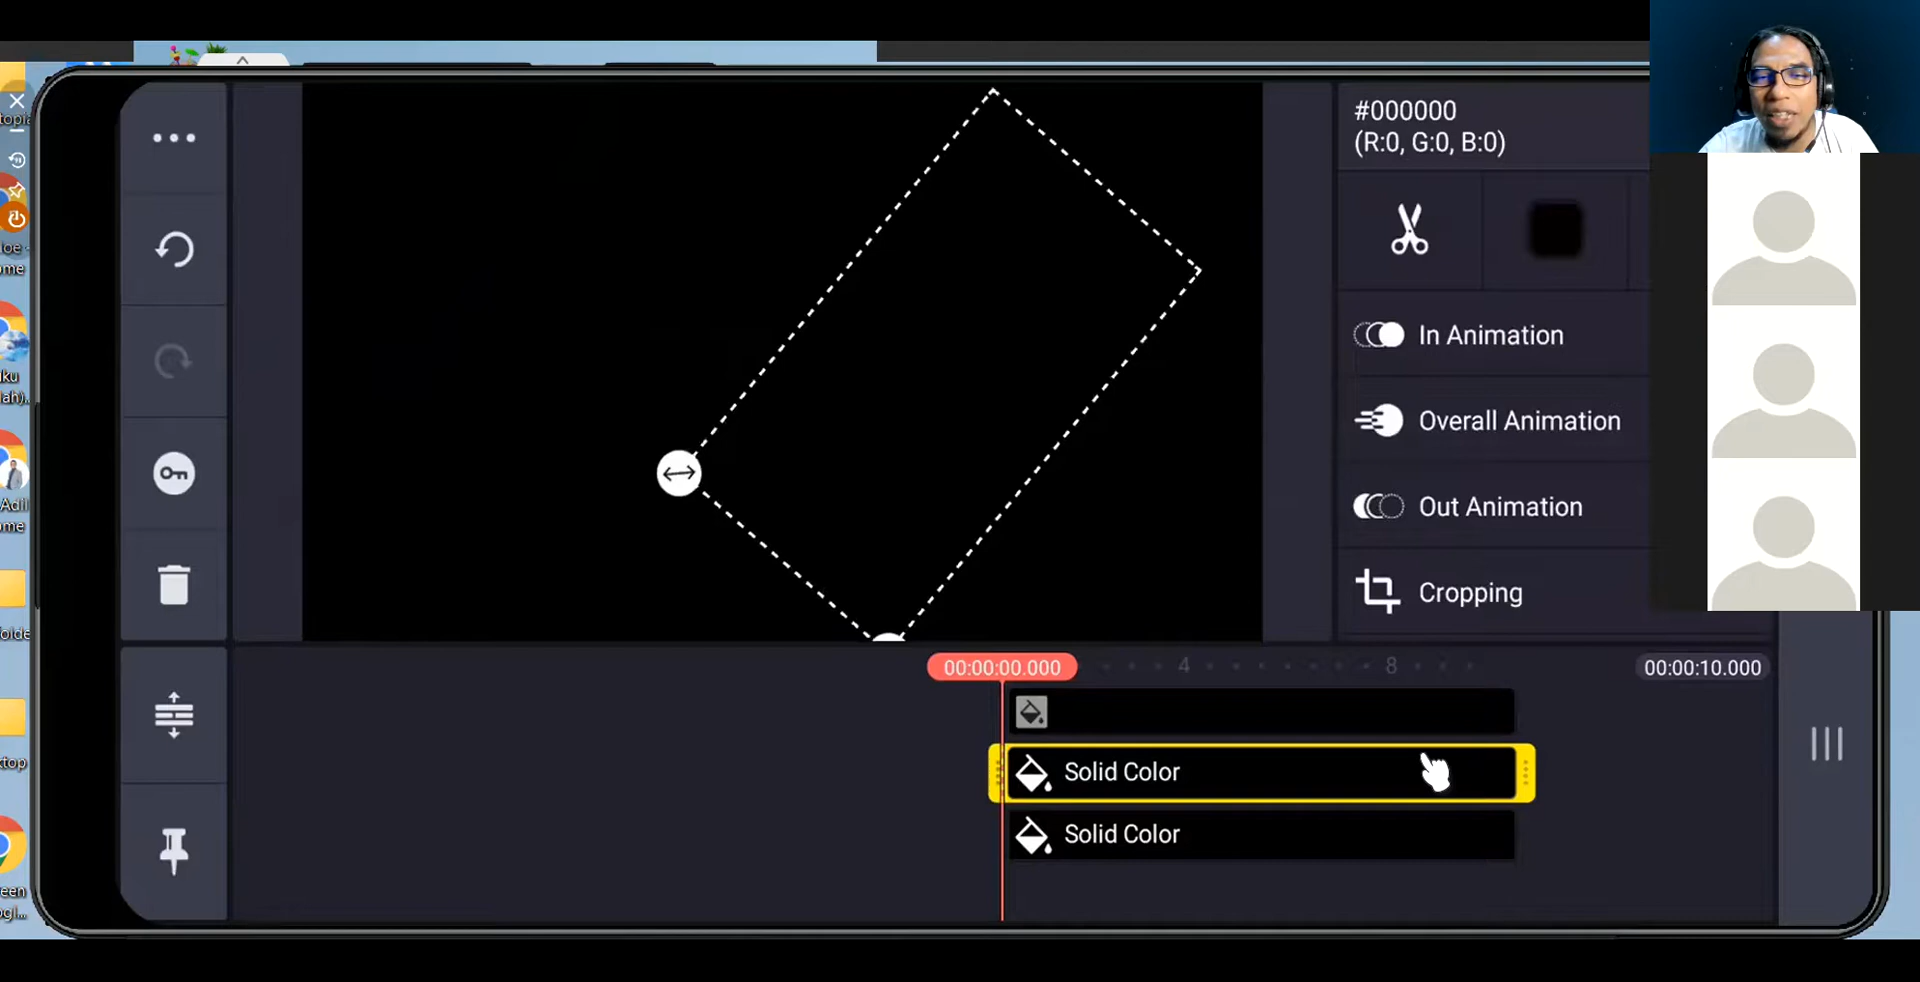 #000000
(R:0, G:0, B:0)
In Animation
Overall Animation
Out Animation
Cropping
00:00:00.000
4
8
00:00:10.000
Solid Color
Solid Color